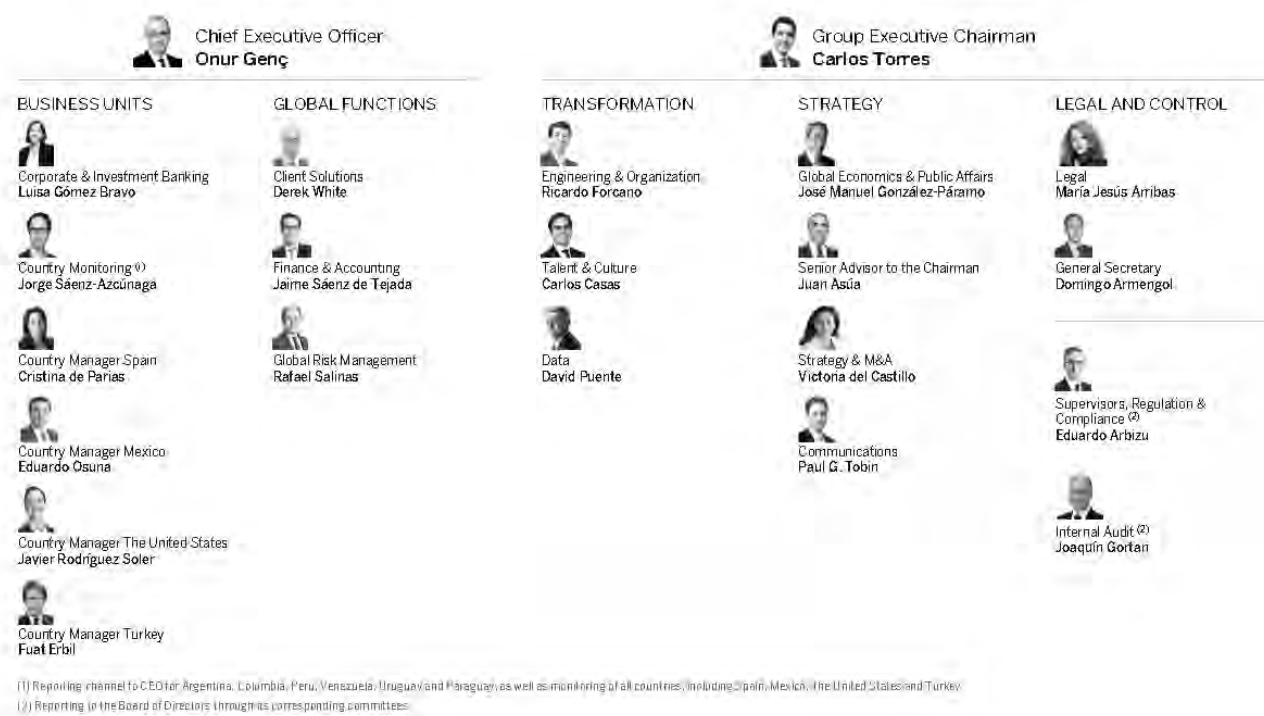 Chief Executive Officer
Onur Genç
Group Executive Chairman
Carlos Torres
BUSINESS UNITS
Corporate & Investment Banking
Luisa Gómez Bravo
Country Monitoring (1)
Jorge Sáenz-Azcúnaga
Country Manager Spain
Cristina de Parias
Country Manager Mexico
Eduardo Osuna
Country Manager The United States
Javier Rodríguez Soler
Country Manager Turkey
Fuat Erbil
GLOBAL FUNCTIONS
Client Solutions
Derek White
Finance & Accounting
Jaime Sáenz de Tejada
Global Risk Management
Rafael Salinas
TRANSFORMATION
Engineering & Organization
Ricardo Forcano
Talent & Culture
Carlos Casas
Data
David Puente
STRATEGY
Global Economics & Public Affairs
José Manuel González-Páramo
Senior Advisor to the Chairman
Juan Asúa
Strategy & M&A
Victoria del Castillo
Communications
Paul G. Tobin
LEGAL AND CONTROL
Legal
María Jesús Arribas
General Secretary
Domingo Armengol
Supervisors, Regulation &
Compliance (2)
Eduardo Arbizu
Internal Audit (2)
Joaquín Gortari
(1) Reporting channel to CEO for Argentina, Columbia, Peru, Venezuela, Uruguay and Paraguay, as well as monitoring of all countries, including Spain, Mexico, The United States and Turkey
(2) Reporting to the Board of Directors through its corresponding committees